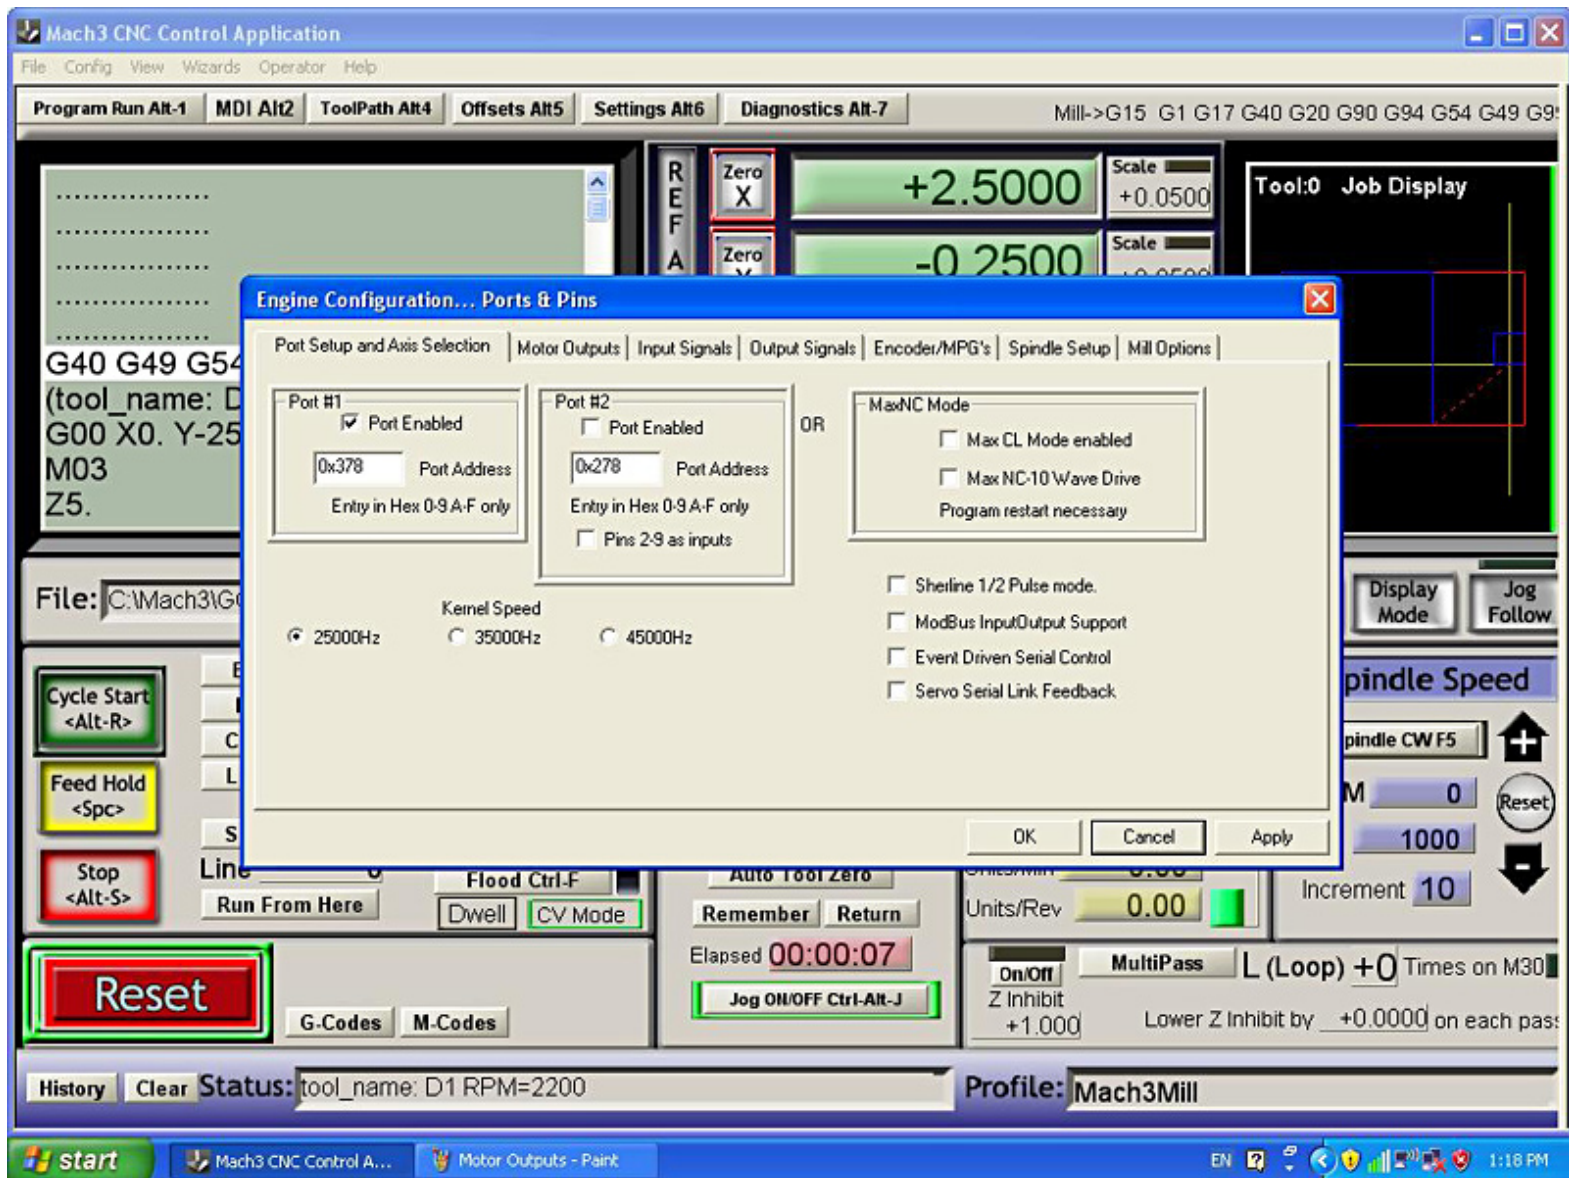 Mach3 CNC Control Application
File Config View Wizards Operator Help
Program Run Alt-1 MDI Alt2 ToolPath Alt4 Offsets Alt5 Settings Alt6 Diagnostics Alt-7 Mill->G15 G1 G17 G40 G20 G90 G94 G54 G49 G9
.................
.................
.................
.................
.................
G40 G49 G54
(tool_name: D
G00 X0. Y-25
M03
Z5.
REF A
Zero X +2.5000 Scale +0.0500
Zero -0.2500 Scale
Tool:0 Job Display
Engine Configuration... Ports & Pins
Port Setup and Axis Selection Motor Outputs Input Signals Output Signals Encoder/MPG's Spindle Setup Mill Options
Port #1
Port Enabled
0x378 Port Address
Entry in Hex 0-9 A-F only
Port #2
Port Enabled
0x278 Port Address
Entry in Hex 0-9 A-F only
Pins 2-9 as inputs
OR
MaxNC Mode
Max CL Mode enabled
Max NC-10 Wave Drive
Program restart necessary
Kernel Speed
25000Hz 35000Hz 45000Hz
Sherline 1/2 Pulse mode.
ModBus InputOutput Support
Event Driven Serial Control
Servo Serial Link Feedback
OK Cancel Apply
File: C:\Mach3\G
Display Mode
Jog Follow
Cycle Start
<Alt-R>
Feed Hold
<Spc>
Stop
<Alt-S>
Line
Run From Here
Flood Ctrl-F
Dwell CV Mode
Auto Tool Zero
Remember Return
Elapsed 00:00:07
Jog ON/OFF Ctrl-Alt-J
Units/Min 0.00
Units/Rev 0.00
pindle Speed
pindle CW F5
M 0
Reset
1000
Increment 10
Reset
G-Codes M-Codes
On/Off
Z Inhibit
+1.000
MultiPass L (Loop) +0 Times on M30
Lower Z Inhibit by +0.0000 on each pas
History Clear Status: tool_name: D1 RPM=2200 Profile: Mach3Mill
start Mach3 CNC Control A... Motor Outputs - Paint EN 1:18 PM